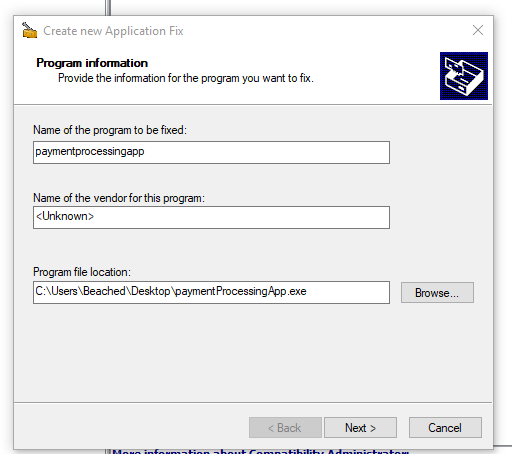 Create new Application Fix
Program information
Provide the information for the program you want to fix.
Name of the program to be fixed:
paymentprocessingapp
Name of the vendor for this program:
<Unknown>
Program file location:
C:\Users\Beached\Desktop\paymentProcessingApp.exe
Browse...
< Back
Next >
Cancel
More information about Compatibility Administrator: